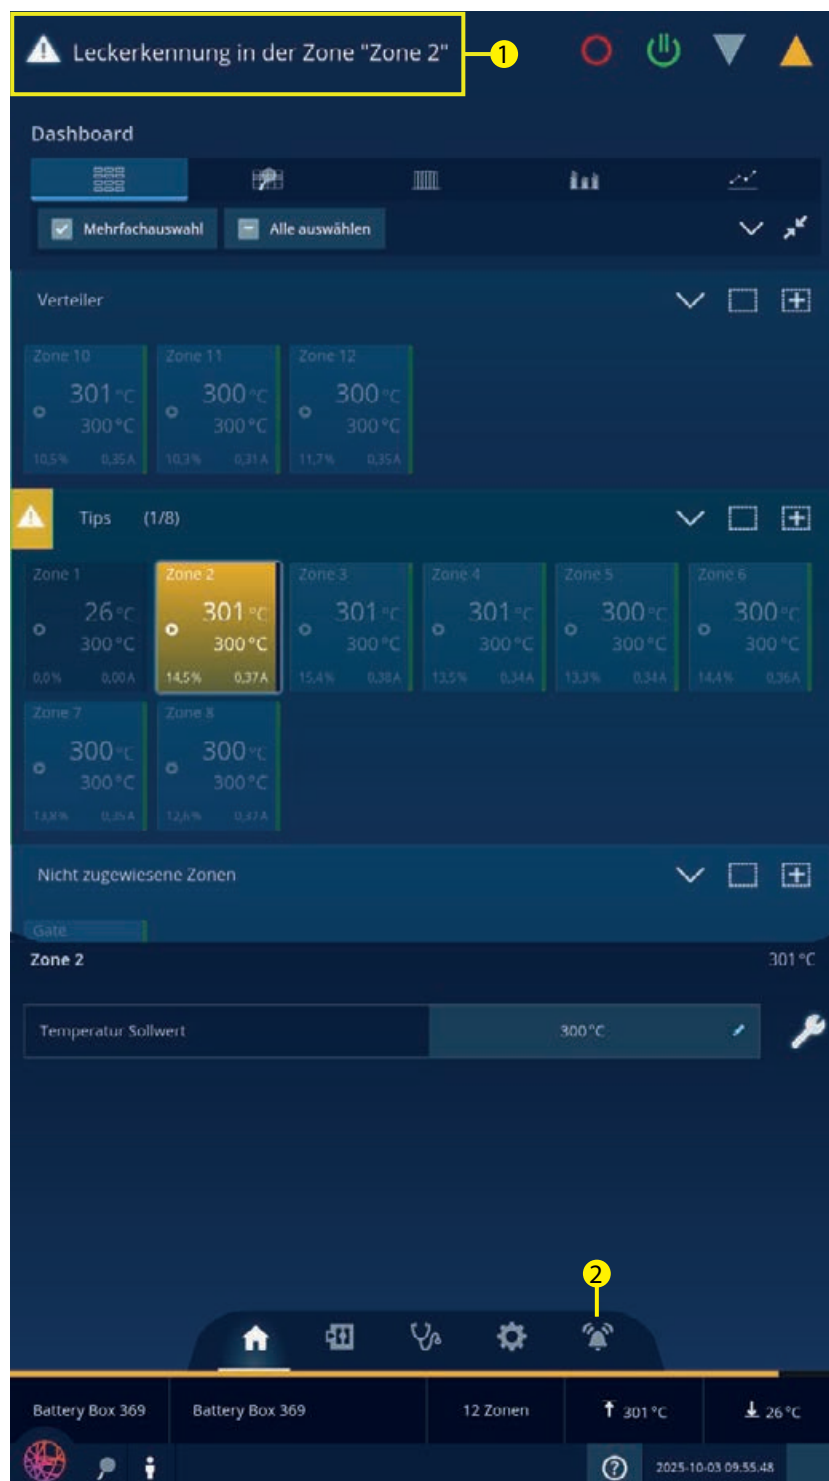 Leckerkennung in der Zone "Zone 2"
1
Dashboard
Mehrfachauswahl
Alle auswählen
Verteiler
Zone 10 Zone 11 Zone 12
301 °C 300 °C 300 °C
300 °C 300 °C 300 °C
10,5% 0,35A 10,3% 0,31A 11,7% 0,35A
Tips (1/8)
Zone 1 Zone 2 Zone 3 Zone 4 Zone 5 Zone 6
26 °C 301 °C 301 °C 301 °C 300 °C 300 °C
300 °C 300 °C 300 °C 300 °C 300 °C 300 °C
0,0% 0,00A 14,5% 0,37A 15,4% 0,38A 13,5% 0,34A 13,3% 0,34A 14,4% 0,36A
Zone 7 Zone 8
300 °C 300 °C
300 °C 300 °C
13,8% 0,35A 12,6% 0,37A
Nicht zugewiesene Zonen
Gate
Zone 2 301 °C
Temperatur Sollwert 300 °C
2
Battery Box 369 Battery Box 369 12 Zonen 301 °C 26 °C
2025-10-03 09.55.48